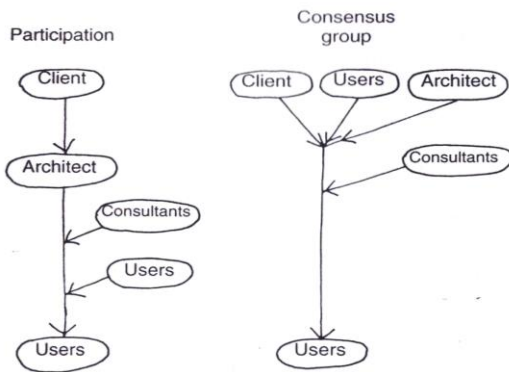 Participation
Client
Architect
Consultants
Users
Users
Consensus
group
Client
Users
Architect
Consultants
Users